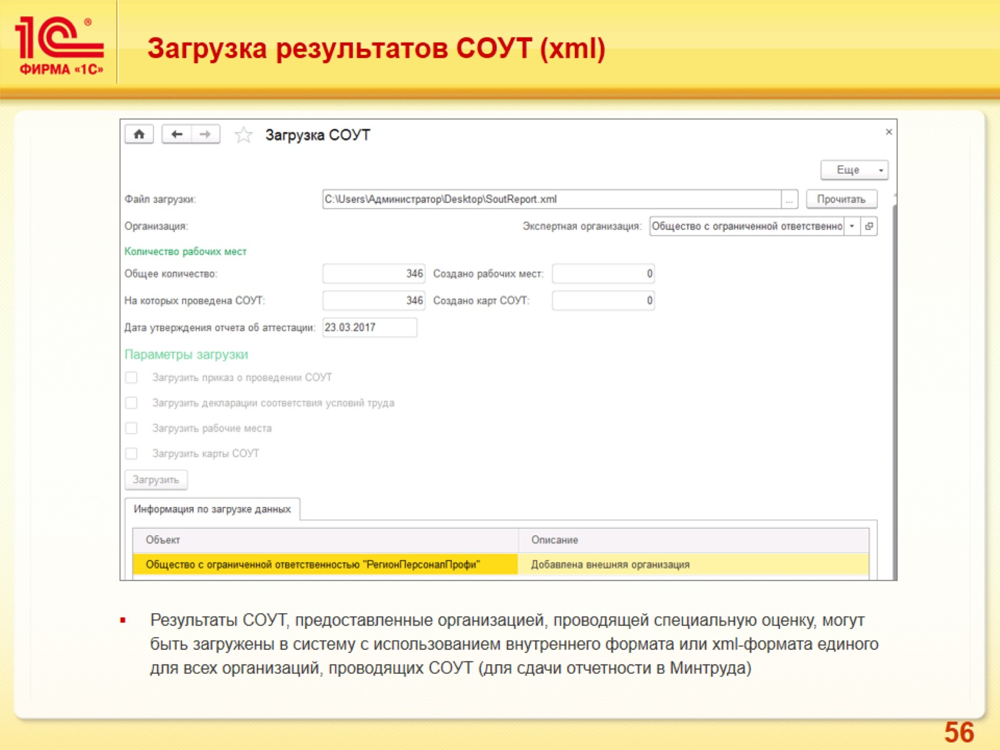 1С®
ФИРМА «1С»
Загрузка результатов СОУТ (xml)
Загрузка СОУТ
Еще
Файл загрузки: C:\Users\Администратор\Desktop\SoutReport.xml ... Прочитать
Организация: Экспертная организация: Общество с ограниченной ответственно
Количество рабочих мест
Общее количество: 346 Создано рабочих мест: 0
На которых проведена СОУТ: 346 Создано карт СОУТ: 0
Дата утверждения отчета об аттестации: 23.03.2017
Параметры загрузки
Загрузить приказ о проведении СОУТ
Загрузить декларации соответствия условий труда
Загрузить рабочие места
Загрузить карты СОУТ
Загрузить
Информация по загрузке данных
Объект Описание
Общество с ограниченной ответственностью "РегионПерсоналПрофи" Добавлена внешняя организация
Результаты СОУТ, предоставленные организацией, проводящей специальную оценку, могут
быть загружены в систему с использованием внутреннего формата или xml-формата единого
для всех организаций, проводящих СОУТ (для сдачи отчетности в Минтруда)
56